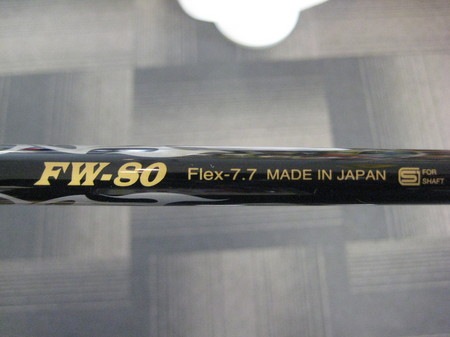 FW-80 Flex-7.7 MADE IN JAPAN S FOR SHAFT